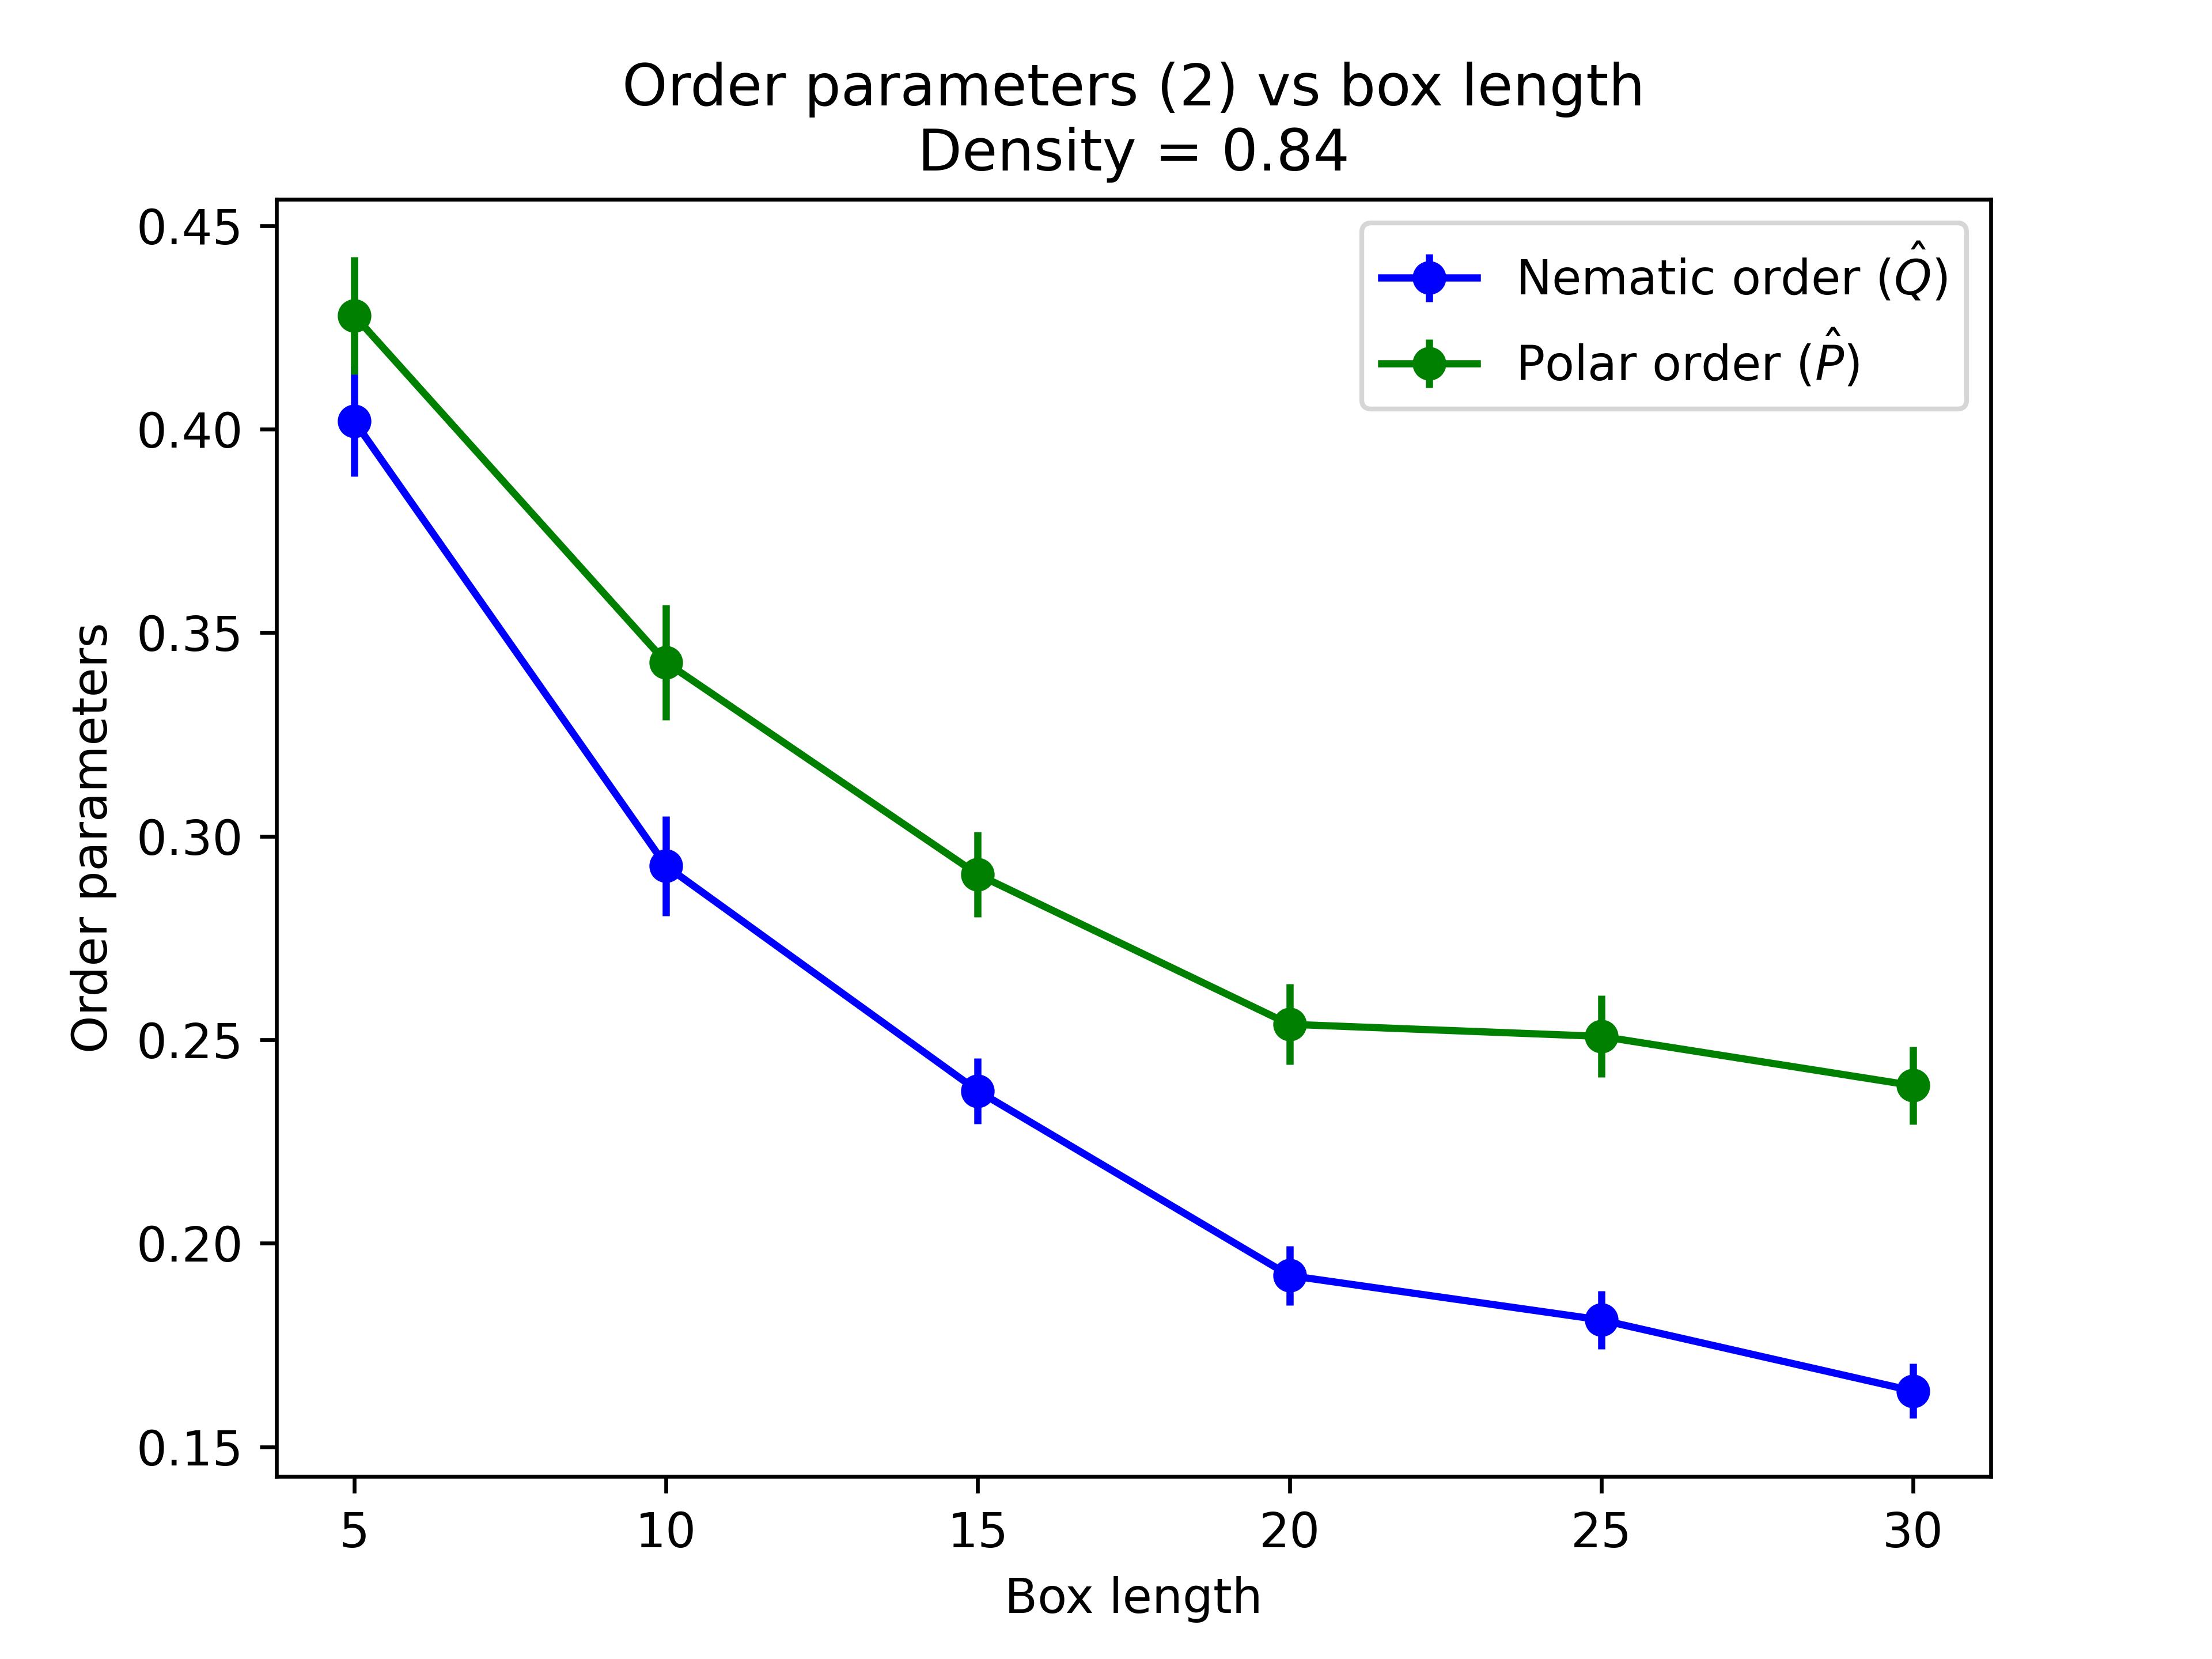 Order parameters (2) vs box length
Density = 0.84
Nematic order (Q̂)
Polar order (P̂)
Order parameters
0.45
0.40
0.35
0.30
0.25
0.20
0.15
5 10 15 20 25 30
Box length